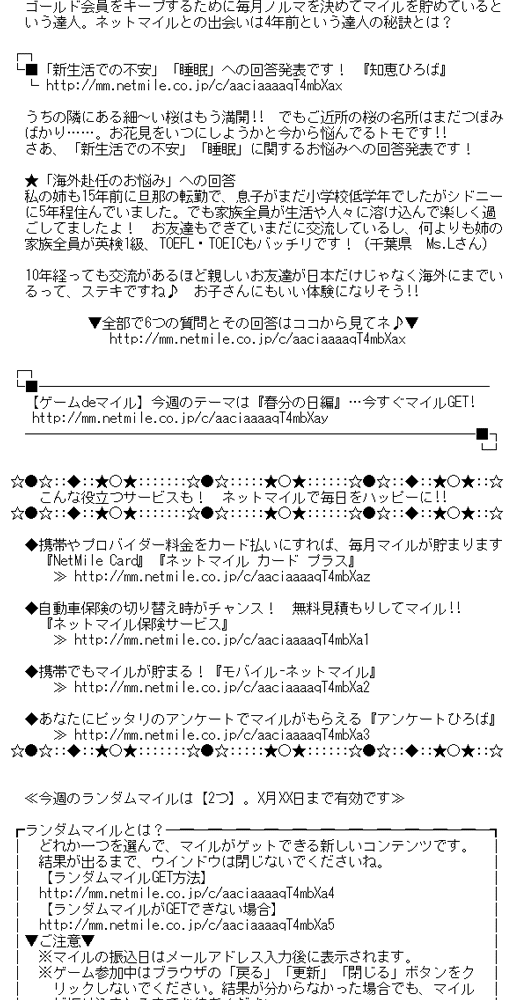 ゴールド会員をキープするために毎月ノルマを決めてマイルを貯めていると
いう達人。ネットマイルとの出会いは4年前という達人の秘訣とは？
┌┐
└■「新生活での不安」「睡眠」への回答発表です！　『知恵ひろば』
└ http://mm.netmile.co.jp/c/aaciaaaaqT4mbXax
うちの隣にある細～い桜はもう満開!!　でもご近所の桜の名所はまだつぼみ
ばかり……。お花見をいつにしようかと今から悩んでるトモです!!
さあ、「新生活での不安」「睡眠」に関するお悩みへの回答発表です！
★「海外赴任のお悩み」への回答
私の姉も15年前に旦那の転勤で、息子がまだ小学校低学年でしたがシドニー
に5年程住んでいました。でも家族全員が生活や人々に溶け込んで楽しく過
ごしてましたよ！　お友達もできていまだに交流しているし、何よりも姉の
家族全員が英検1級、TOEFL・TOEICもバッチリです！（千葉県　Ms.Lさん）
10年経っても交流があるほど親しいお友達が日本だけじゃなく海外にまでい
るって、ステキですね♪　お子さんにもいい体験になりそう!!
▼全部で6つの質問とその回答はココから見てネ♪▼
http://mm.netmile.co.jp/c/aaciaaaaqT4mbXax
┌┐
└■──────────────────────────────────
【ゲームdeマイル】今週のテーマは『春分の日編』…今すぐマイルGET!
http://mm.netmile.co.jp/c/aaciaaaaqT4mbXay
──────────────────────────────────■┐
└┘
☆●☆::◆::★○★::::::☆●☆:::::★○★:::::☆●☆::◆::★○★::☆
こんな役立つサービスも！　ネットマイルで毎日をハッピーに!!
☆●☆::◆::★○★::::::☆●☆:::::★○★:::::☆●☆::◆::★○★::☆
◆携帯やプロバイダー料金をカード払いにすれば、毎月マイルが貯まります
『NetMile Card』『ネットマイル カード プラス』
≫ http://mm.netmile.co.jp/c/aaciaaaaqT4mbXaz
◆自動車保険の切り替え時がチャンス！　無料見積もりしてマイル!!
『ネットマイル保険サービス』
≫ http://mm.netmile.co.jp/c/aaciaaaaqT4mbXa1
◆携帯でもマイルが貯まる！『モバイル-ネットマイル』
≫ http://mm.netmile.co.jp/c/aaciaaaaqT4mbXa2
◆あなたにピッタリのアンケートでマイルがもらえる『アンケートひろば』
≫ http://mm.netmile.co.jp/c/aaciaaaaqT4mbXa3
☆●☆::◆::★○★::::::☆●☆:::::★○★:::::☆●☆::◆::★○★::☆
≪今週のランダムマイルは【2つ】。X月XX日まで有効です≫
ランダムマイルとは？
どれか一つを選んで、マイルがゲットできる新しいコンテンツです。
結果が出るまで、ウインドウは閉じないでくださいね。
【ランダムマイルGET方法】
http://mm.netmile.co.jp/c/aaciaaaaqT4mbXa4
【ランダムマイルがGETできない場合】
http://mm.netmile.co.jp/c/aaciaaaaqT4mbXa5
▼ご注意▼
※マイルの振込日はメールアドレス入力後に表示されます。
※ゲーム参加中はブラウザの「戻る」「更新」「閉じる」ボタンをク
リックしないでください。結果が分からなかった場合でも、マイル